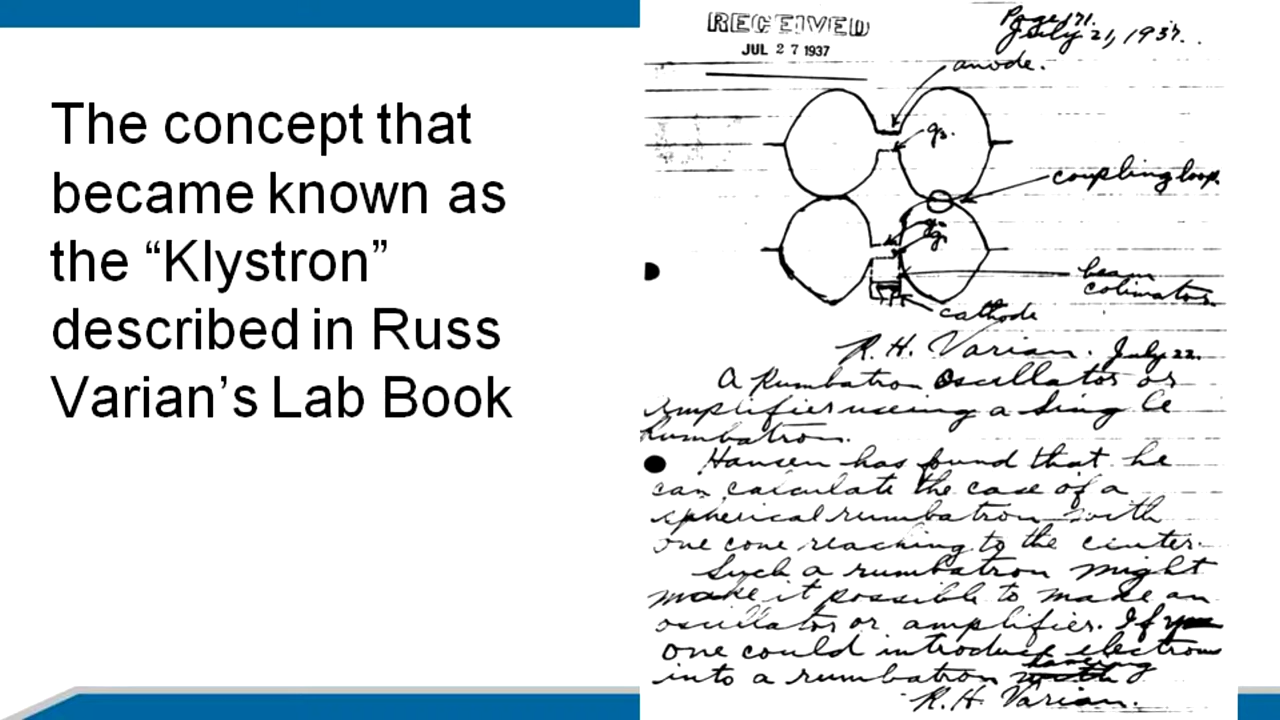 The concept that
became known as
the “Klystron”
described in Russ
Varian’s Lab Book
RECEIVED
JUL 27 1937
Page 171.
July 21, 1937.
anode.
gs.
coupling loop
beam
colimator
cathode
R. H. Varian. July 22.
A Rumbatron Oscillator or
amplifier useing a Single
Rumbatron.
Hansen has found that he
can calculate the case of a
spherical rumbatron with
one cone reaching to the center.
Such a rumbatron might
make it possible to make an
oscillator or amplifier. If
one could introduce electrons
into a rumbatron having
R. H. Varian.